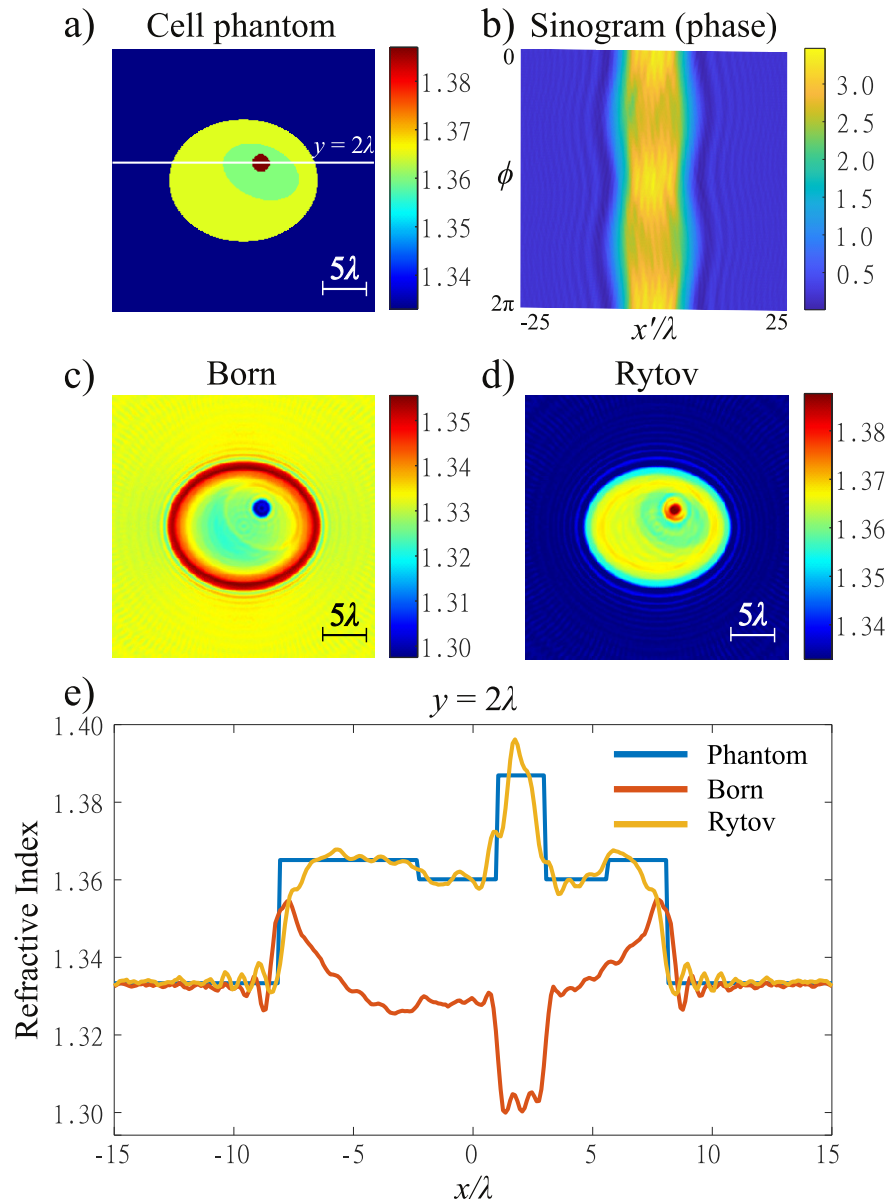 a) Cell phantom
1.38
1.37
1.36
1.35
1.34
y = 2λ
5λ
b) Sinogram (phase)
0
ϕ
2π
-25
x′/λ
25
3.0
2.5
2.0
1.5
1.0
0.5
c) Born
5λ
1.35
1.34
1.33
1.32
1.31
1.30
d) Rytov
5λ
1.38
1.37
1.36
1.35
1.34
e) y = 2λ
Refractive Index
1.40
1.38
1.36
1.34
1.32
1.30
Phantom
Born
Rytov
-15 -10 -5 0 5 10 15
x/λ